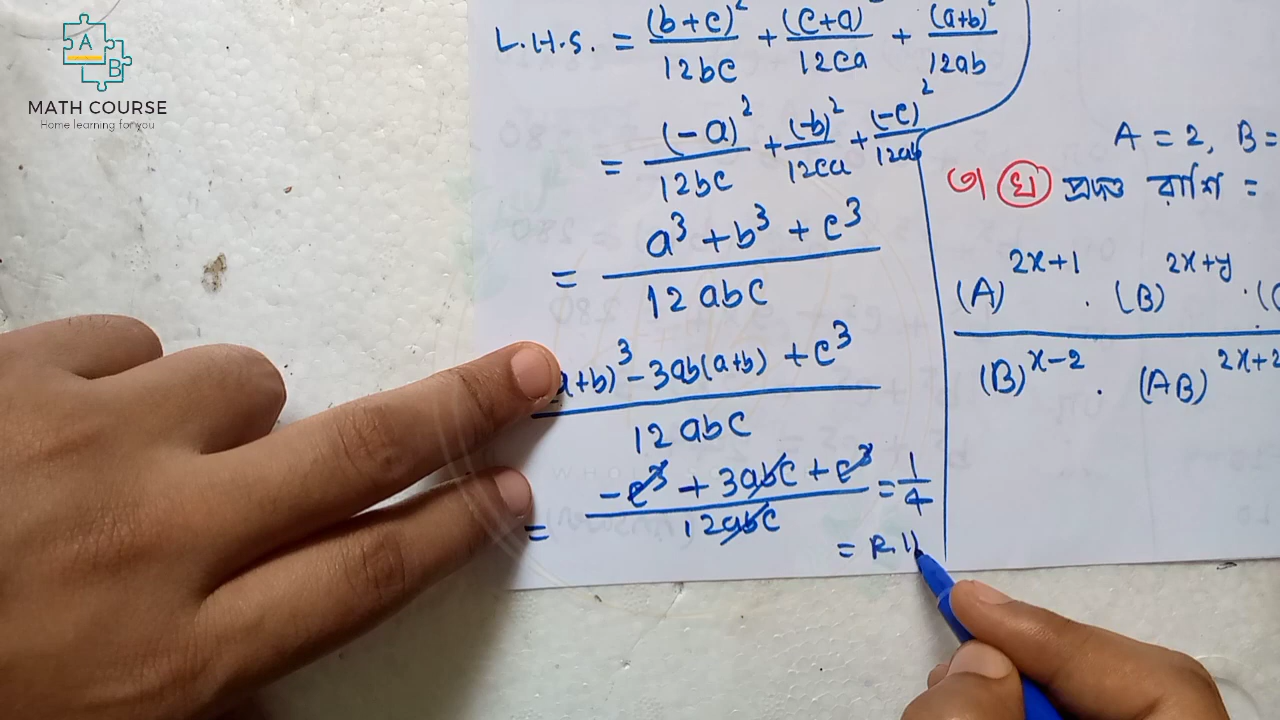 A
B
MATH COURSE
Home learning for you
L.H.S. = (b+c)²/12bc + (c+a)²/12ca + (a+b)²/12ab
= (-a)²/12bc + (-b)²/12ca + (-c)²/12ab
= a³+b³+c³/12abc
a+b)³-3ab(a+b)+c³/12abc
= -c³+3abc+c³/12abc = 1/4
= R.H
A = 2, B =
ঘ প্রদত্ত রাশি =
(A)^2x+1 . (B)^2x+y . (
(B)^x-2 . (AB)^2x+2